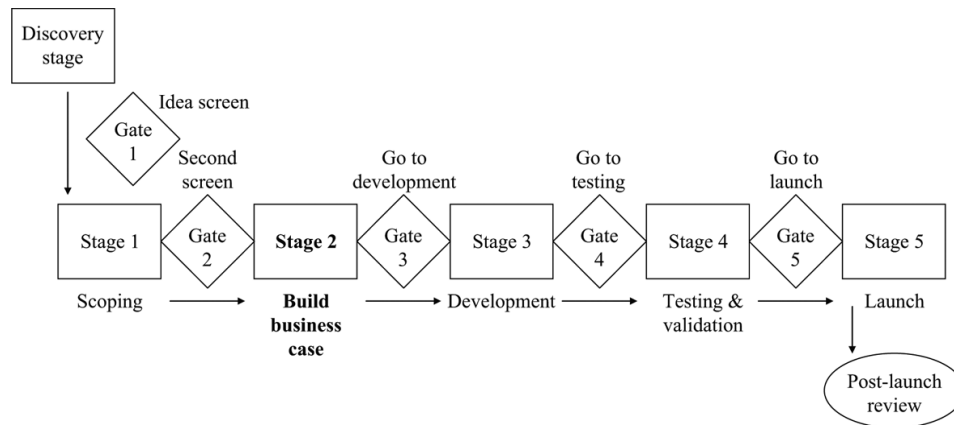 Discovery
stage
Idea screen
Gate
1
Second
screen
Go to
development
Go to
testing
Go to
launch
Stage 1
Gate
2
Stage 2
Gate
3
Stage 3
Gate
4
Stage 4
Gate
5
Stage 5
Scoping
Build
business
case
Development
Testing &
validation
Launch
Post-launch
review